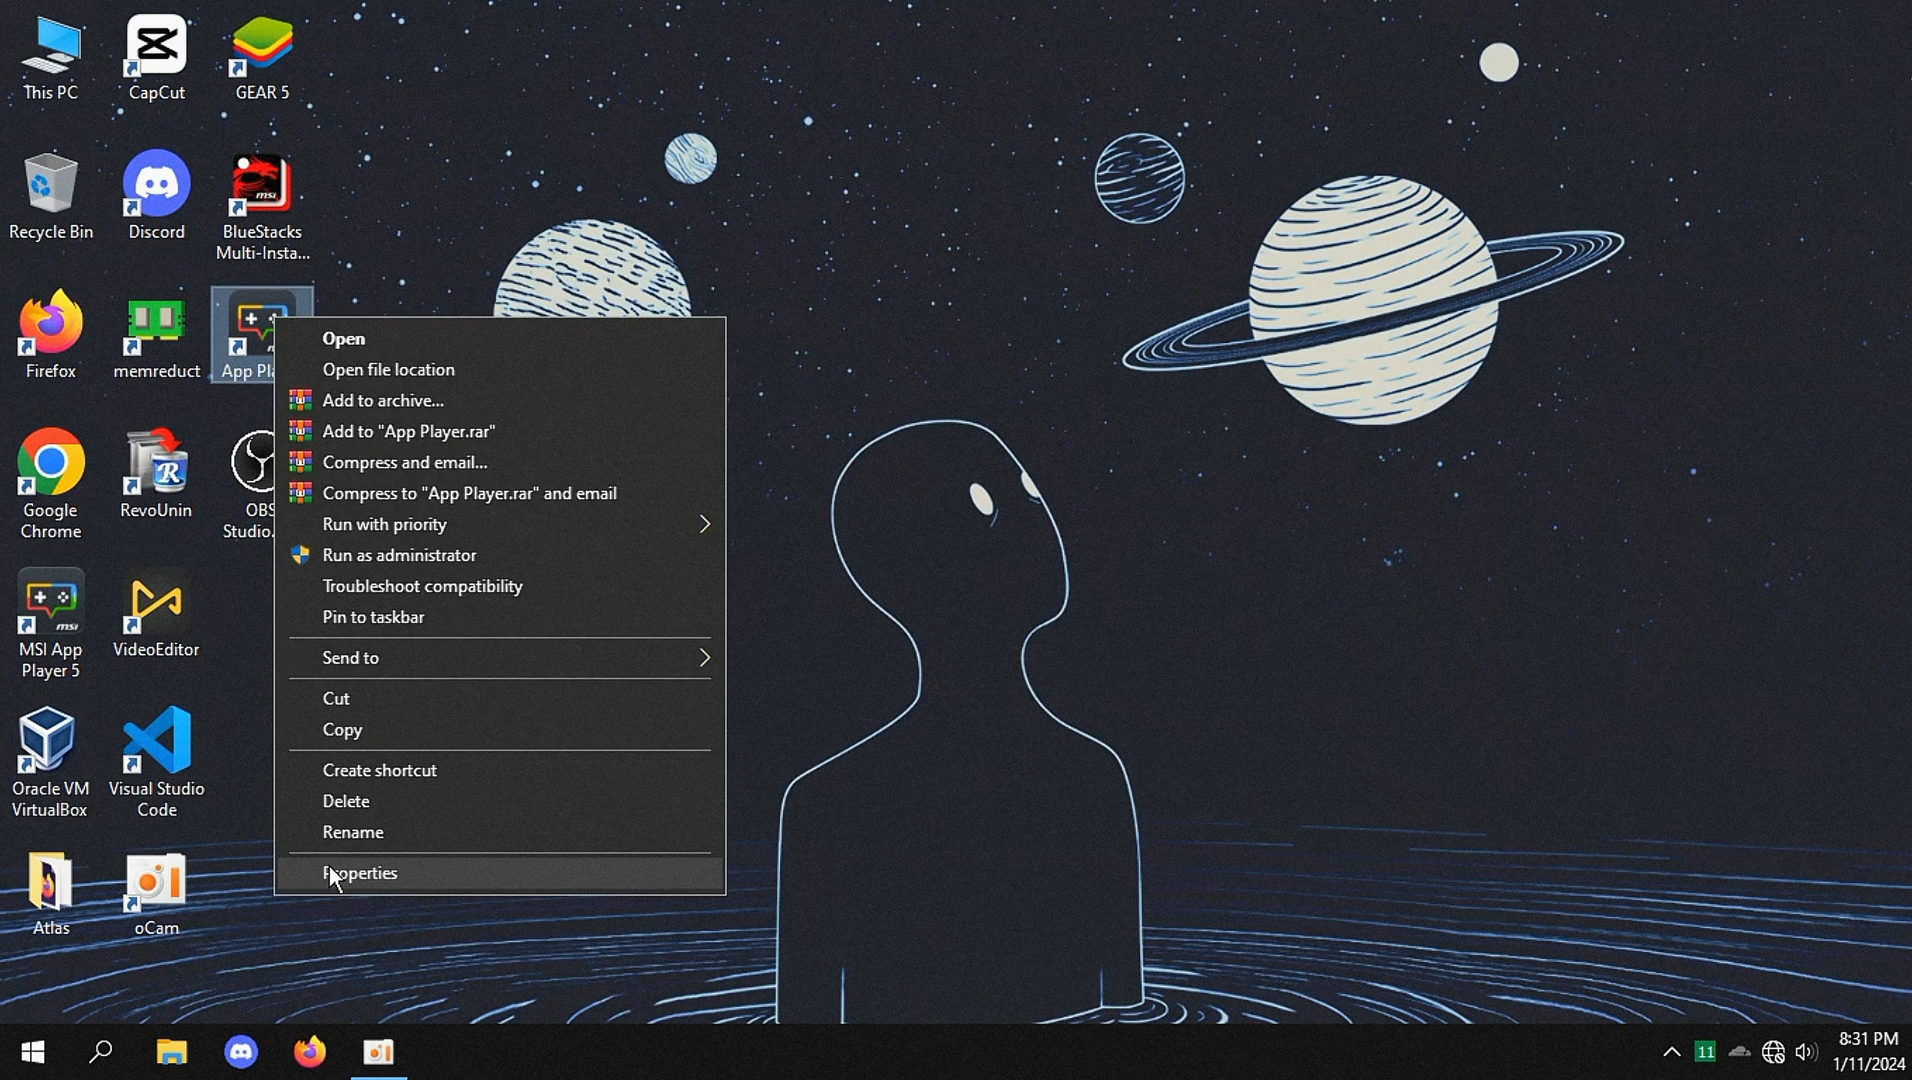 This PC
CapCut
GEAR 5
Recycle Bin
Discord
msi
BlueStacks
Multi-Insta...
Firefox
memreduct
App Pla
Google
Chrome
RevoUnin
OBS
Studio.
msi
MSI App
Player 5
VideoEditor
Oracle VM
VirtualBox
Visual Studio
Code
Atlas
oCam
Open
Open file location
Add to archive...
Add to "App Player.rar"
Compress and email...
Compress to "App Player.rar" and email
Run with priority
Run as administrator
Troubleshoot compatibility
Pin to taskbar
Send to
Cut
Copy
Create shortcut
Delete
Rename
Properties
11
8:31 PM
1/11/2024